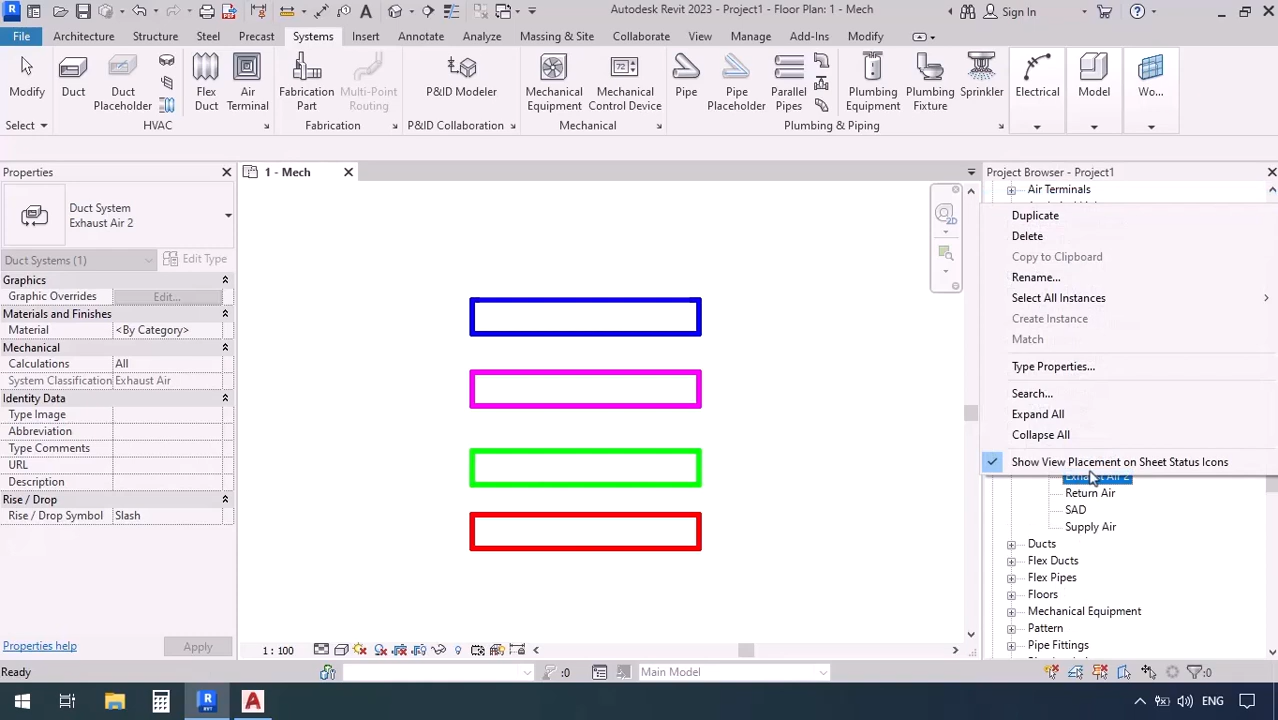 Autodesk Revit 2023 - Project1 - Floor Plan: 1 - Mech
Sign In
File
Architecture
Structure
Steel
Precast
Systems
Insert
Annotate
Analyze
Massing & Site
Collaborate
View
Manage
Add-Ins
Modify
Modify
Duct
Duct
Placeholder
Flex
Duct
Air
Terminal
Fabrication
Part
Multi-Point
Routing
P&ID Modeler
Mechanical
Equipment
Mechanical
Control Device
Pipe
Pipe
Placeholder
Parallel
Pipes
Plumbing
Equipment
Plumbing
Fixture
Sprinkler
Electrical
Model
Wo...
Select
HVAC
Fabrication
P&ID Collaboration
Mechanical
Plumbing & Piping
Properties
Duct System
Exhaust Air 2
Duct Systems (1)
Edit Type
Graphics
Graphic Overrides
Edit...
Materials and Finishes
Material
<By Category>
Mechanical
Calculations
All
System Classification
Exhaust Air
Identity Data
Type Image
Abbreviation
Type Comments
URL
Description
Rise / Drop
Rise / Drop Symbol
Slash
Properties help
Apply
1 - Mech
2D
1 : 100
Project Browser - Project1
Air Terminals
Duplicate
Delete
Copy to Clipboard
Rename...
Select All Instances
Create Instance
Match
Type Properties...
Search...
Expand All
Collapse All
Show View Placement on Sheet Status Icons
Exhaust Air 2
Return Air
SAD
Supply Air
Ducts
Flex Ducts
Flex Pipes
Floors
Mechanical Equipment
Pattern
Pipe Fittings
Ready
:0
Main Model
:0
ENG